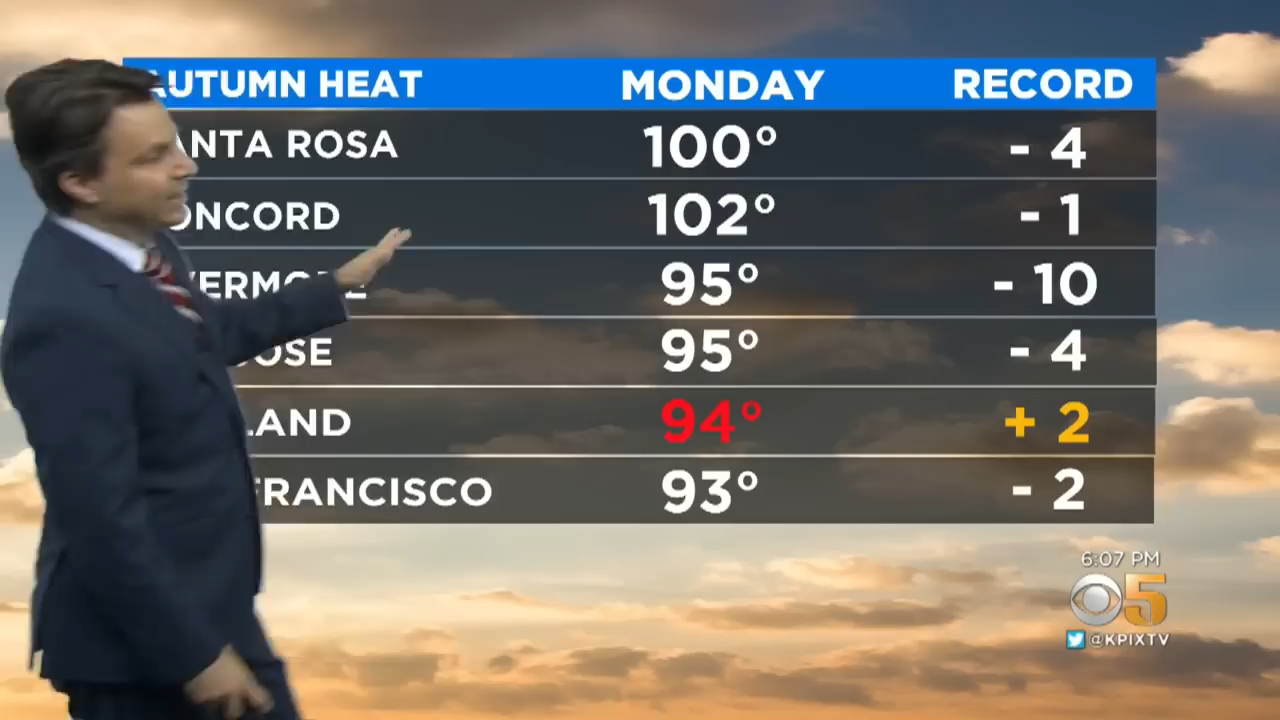 AUTUMN HEAT MONDAY RECORD
ANTA ROSA 100° - 4
ONCORD 102° - 1
95° - 10
JOSE 95° - 4
LAND 94° + 2
FRANCISCO 93° - 2
6:07 PM
5
@KPIXTV